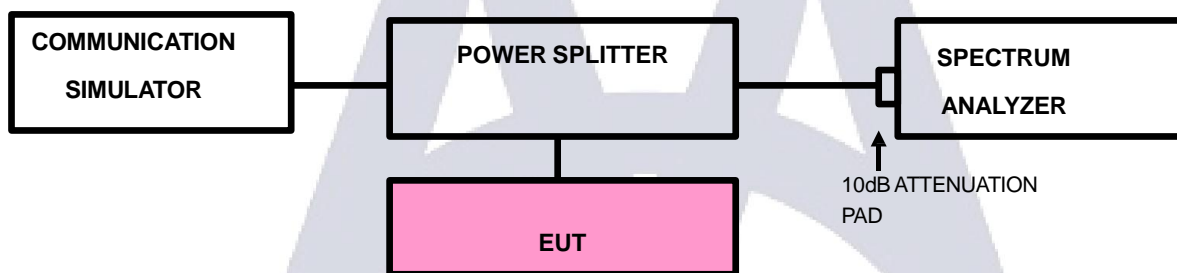 COMMUNICATION
SIMULATOR
POWER SPLITTER
SPECTRUM
ANALYZER
10dB ATTENUATION
PAD
EUT